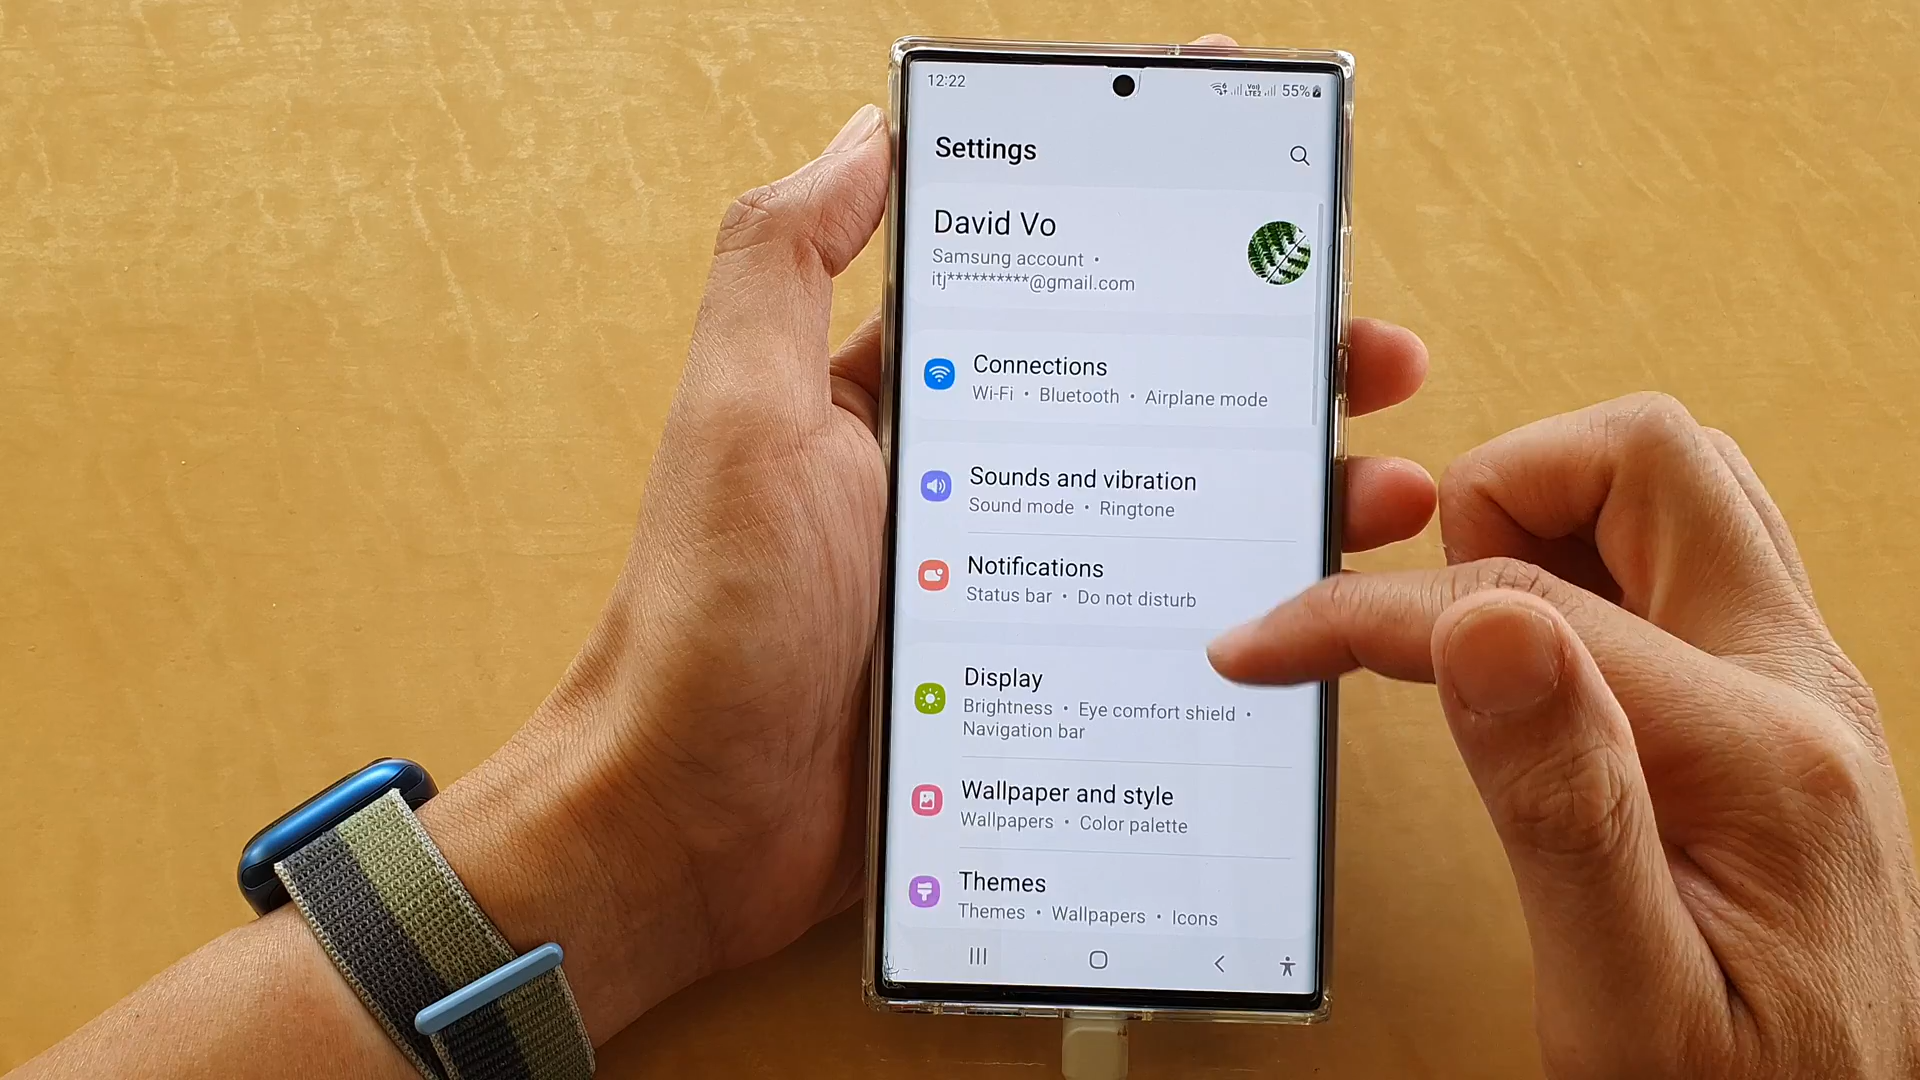 12:22
Vo))
LTE2
55%
Settings
David Vo
Samsung account •
itj**********@gmail.com
Connections
Wi-Fi • Bluetooth • Airplane mode
Sounds and vibration
Sound mode • Ringtone
Notifications
Status bar • Do not disturb
Display
Brightness • Eye comfort shield •
Navigation bar
Wallpaper and style
Wallpapers • Color palette
Themes
Themes • Wallpapers • Icons